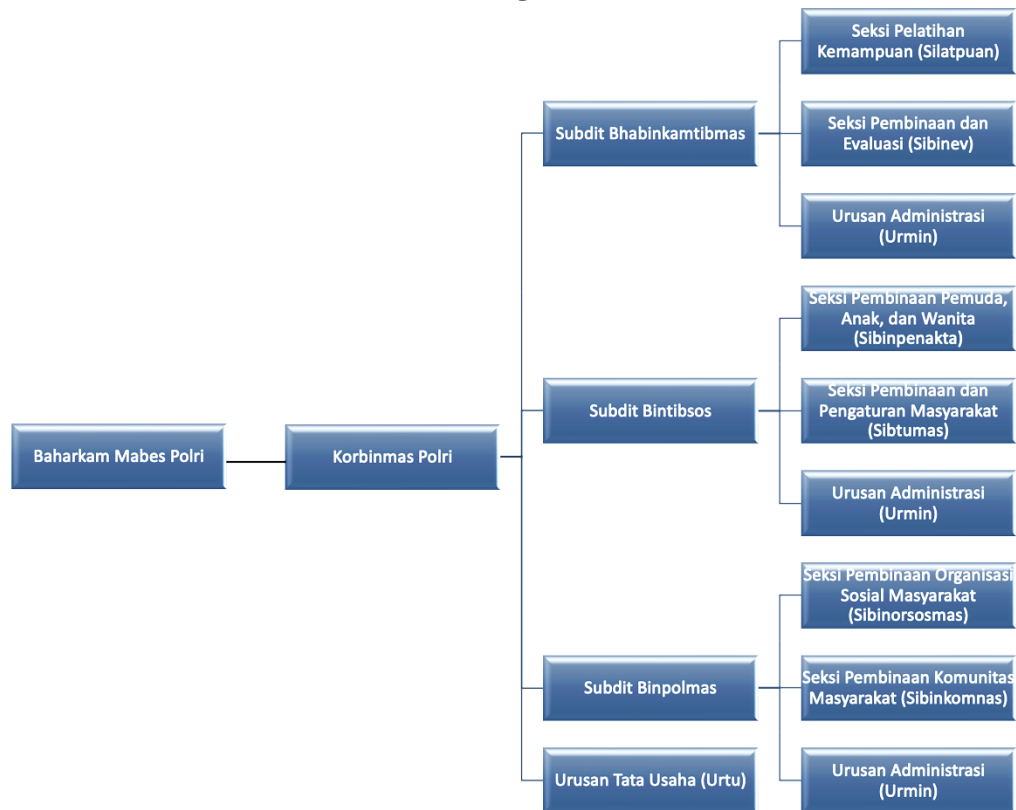 Baharkam Mabes Polri
Korbinmas Polri
Subdit Bhabinkamtibmas
Seksi Pelatihan
Kemampuan (Silatpuan)
Seksi Pembinaan dan
Evaluasi (Sibinev)
Urusan Administrasi
(Urmin)
Subdit Bintibsos
Seksi Pembinaan Pemuda,
Anak, dan Wanita
(Sibinpenakta)
Seksi Pembinaan dan
Pengaturan Masyarakat
(Sibtumas)
Urusan Administrasi
(Urmin)
Subdit Binpolmas
Seksi Pembinaan Organisasi
Sosial Masyarakat
(Sibinorsosmas)
Seksi Pembinaan Komunitas
Masyarakat (Sibinkomnas)
Urusan Administrasi
(Urmin)
Urusan Tata Usaha (Urtu)